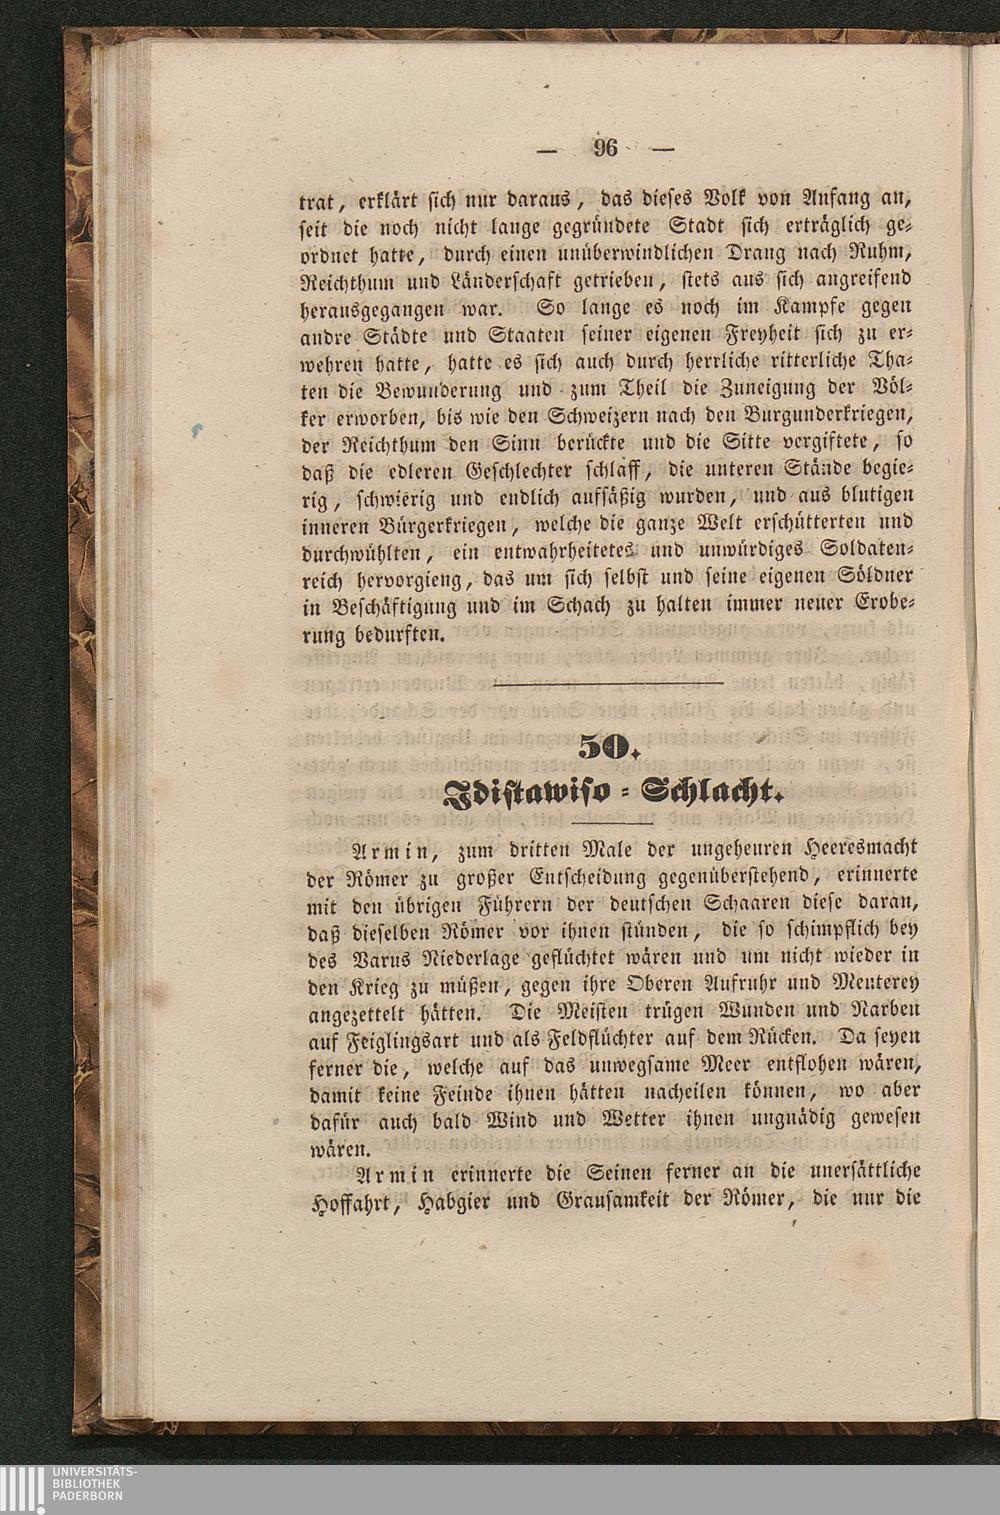 — 96 —
trat, erklärt sich nur daraus, das dieses Volk von Anfang an,
seit die noch nicht lange gegründete Stadt sich erträglich ge-
ordnet hatte, durch einen unüberwindlichen Drang nach Ruhm,
Reichthum und Länderschaft getrieben, stets aus sich angreifend
herausgegangen war. So lange es noch im Kampfe gegen
andre Städte und Staaten seiner eigenen Freyheit sich zu er-
wehren hatte, hatte es sich auch durch herrliche ritterliche Tha-
ten die Bewunderung und zum Theil die Zuneigung der Völ-
ker erworben, bis wie den Schweizern nach den Burgunderkriegen,
der Reichthum den Sinn berückte und die Sitte vergiftete, so
daß die edleren Geschlechter schlaff, die unteren Stände begie-
rig, schwierig und endlich aufsäßig wurden, und aus blutigen
inneren Bürgerkriegen, welche die ganze Welt erschütterten und
durchwühlten, ein entwahrheitetes und unwürdiges Soldaten-
reich hervorgieng, das um sich selbst und seine eigenen Söldner
in Beschäftigung und im Schach zu halten immer neuer Erobe-
rung bedurften.
50.
Idistawiso-Schlacht.
Armin, zum dritten Male der ungeheuren Heeresmacht
der Römer zu großer Entscheidung gegenüberstehend, erinnerte
mit den übrigen Führern der deutschen Schaaren diese daran,
daß dieselben Römer vor ihnen stünden, die so schimpflich bey
des Varus Niederlage geflüchtet wären und um nicht wieder in
den Krieg zu müßen, gegen ihre Oberen Aufruhr und Meuterey
angezettelt hätten. Die Meisten trügen Wunden und Narben
auf Feiglingsart und als Feldflüchter auf dem Rücken. Da seyen
ferner die, welche auf das unwegsame Meer entflohen wären,
damit keine Feinde ihnen hätten nacheilen können, wo aber
dafür auch bald Wind und Wetter ihnen ungnädig gewesen
wären.
Armin erinnerte die Seinen ferner an die unersättliche
Hoffahrt, Habgier und Grausamkeit der Römer, die nur die
UNIVERSITÄTS-
BIBLIOTHEK
PADERBORN